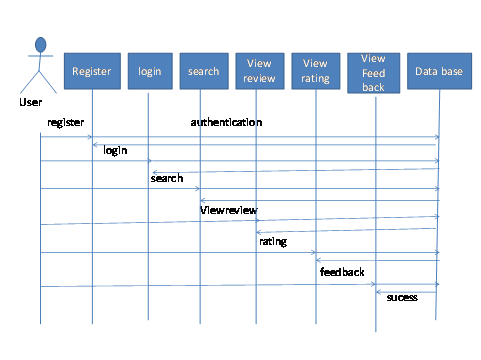 Register
login
search
View
review
View
rating
View
Feed
back
Data base
User
register
authentication
login
search
Viewreview
rating
feedback
sucess